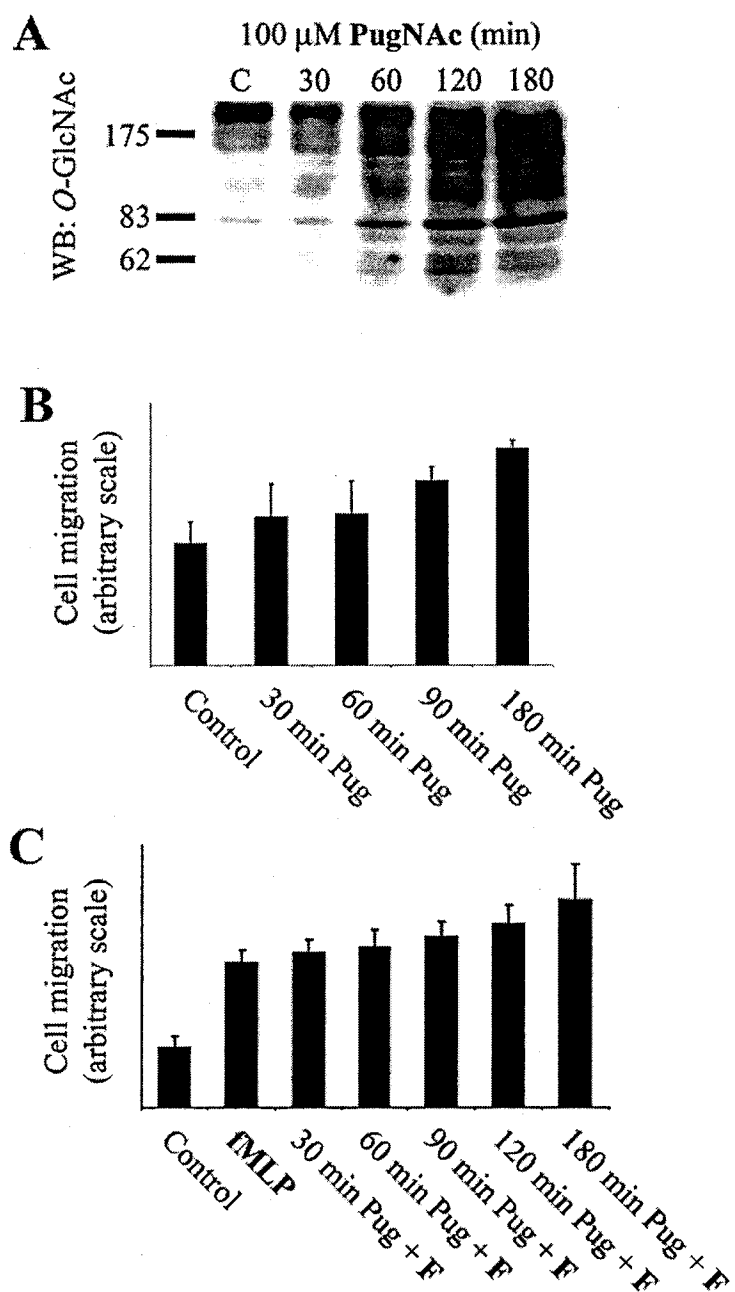 A
100 µM PugNAc (min)
C 30 60 120 180
WB: O-GlcNAc
175
83
62
B
Cell migration
(arbitrary scale)
Control
30 min Pug
60 min Pug
90 min Pug
180 min Pug
C
Cell migration
(arbitrary scale)
Control
fMLP
30 min Pug + F
60 min Pug + F
90 min Pug + F
120 min Pug + F
180 min Pug + F